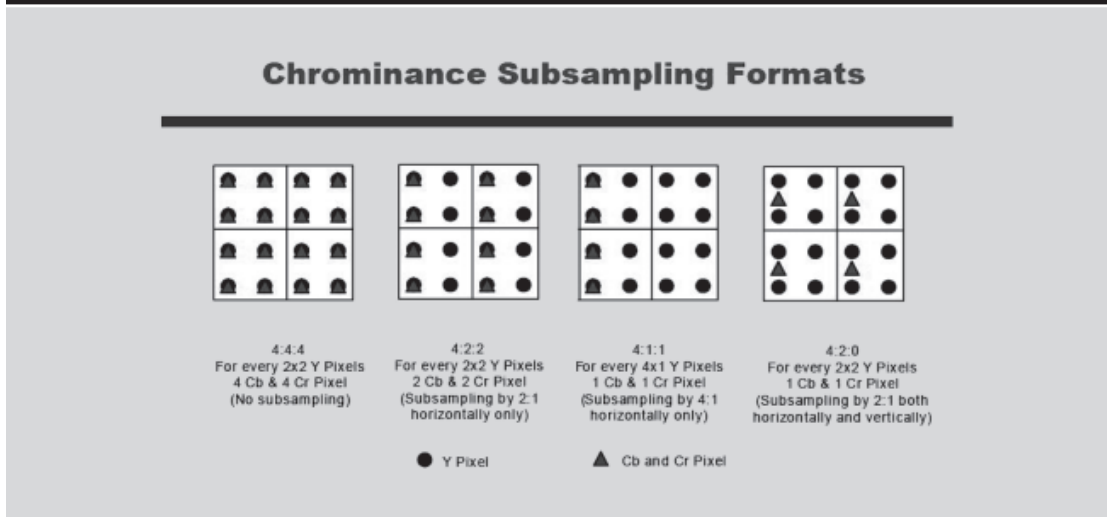 Chrominance Subsampling Formats
4:4:4
For every 2x2 Y Pixels
4 Cb & 4 Cr Pixel
(No subsampling)
4:2:2
For every 2x2 Y Pixels
2 Cb & 2 Cr Pixel
(Subsampling by 2:1
horizontally only)
4:1:1
For every 4x1 Y Pixels
1 Cb & 1 Cr Pixel
(Subsampling by 4:1
horizontally only)
4:2:0
For every 2x2 Y Pixels
1 Cb & 1 Cr Pixel
(Subsampling by 2:1 both
horizontally and vertically)
Y Pixel
Cb and Cr Pixel